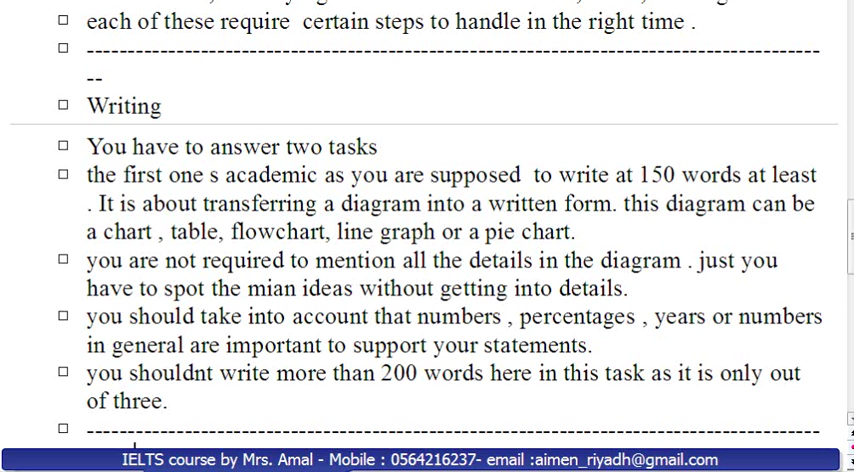 each of these require certain steps to handle in the right time .
--------------------------------------------------------------------------------------------
--
Writing
You have to answer two tasks
the first one s academic as you are supposed to write at 150 words at least
. It is about transferring a diagram into a written form. this diagram can be
a chart , table, flowchart, line graph or a pie chart.
you are not required to mention all the details in the diagram . just you
have to spot the mian ideas without getting into details.
you should take into account that numbers , percentages , years or numbers
in general are important to support your statements.
you shouldnt write more than 200 words here in this task as it is only out
of three.
--------------------------------------------------------------------------------------------
IELTS course by Mrs. Amal - Mobile : 0564216237- email :aimen_riyadh@gmail.com